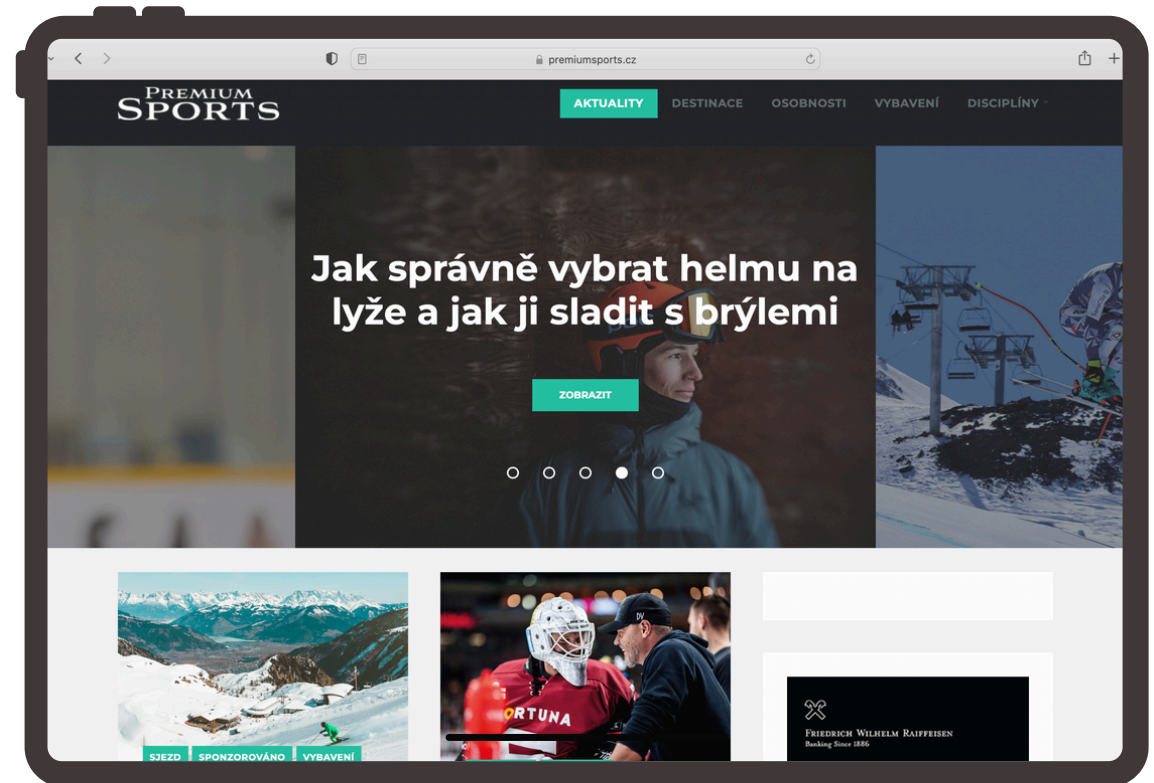 premiumsports.cz
PREMIUM
SPORTS
AKTUALITY
DESTINACE
OSOBNOSTI
VYBAVENÍ
DISCIPLÍNY
Jak správně vybrat helmu na
lyže a jak ji sladit s brýlemi
ZOBRAZIT
DV
ORTUNA
SJEZD
SPONZOROVÁNO
VYBAVENÍ
FRIEDRICH WILHELM RAIFFEISEN
Banking Since 1886